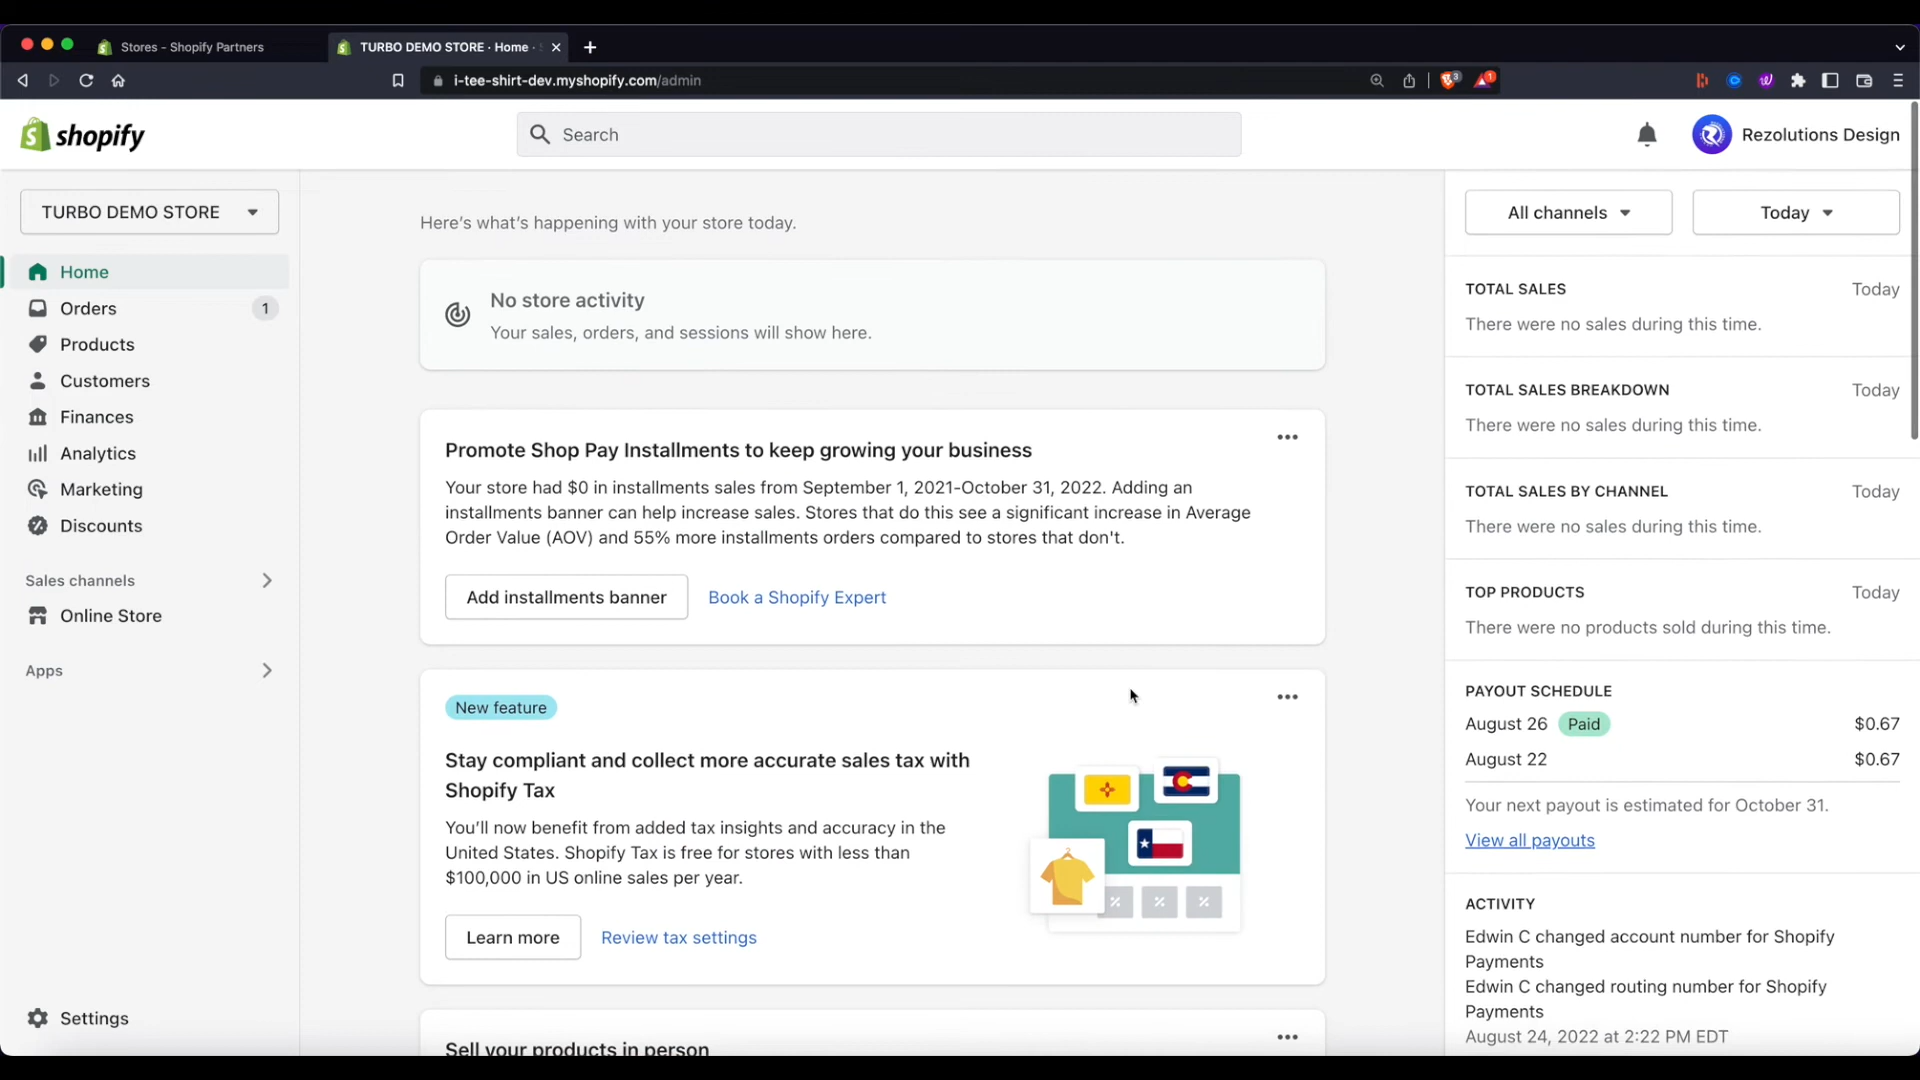 Stores - Shopify Partners
TURBO DEMO STORE · Home ·
i-tee-shirt-dev.myshopify.com/admin
3
1
shopify
Search
Rezolutions Design
TURBO DEMO STORE
Home
Orders
1
Products
Customers
Finances
Analytics
Marketing
Discounts
Sales channels
Online Store
Apps
Settings
Here's what's happening with your store today.
No store activity
Your sales, orders, and sessions will show here.
Promote Shop Pay Installments to keep growing your business
Your store had $0 in installments sales from September 1, 2021-October 31, 2022. Adding an
installments banner can help increase sales. Stores that do this see a significant increase in Average
Order Value (AOV) and 55% more installments orders compared to stores that don't.
Add installments banner
Book a Shopify Expert
New feature
Stay compliant and collect more accurate sales tax with
Shopify Tax
You'll now benefit from added tax insights and accuracy in the
United States. Shopify Tax is free for stores with less than
$100,000 in US online sales per year.
Learn more
Review tax settings
Sell your products in person
All channels
Today
TOTAL SALES
Today
There were no sales during this time.
TOTAL SALES BREAKDOWN
Today
There were no sales during this time.
TOTAL SALES BY CHANNEL
Today
There were no sales during this time.
TOP PRODUCTS
Today
There were no products sold during this time.
PAYOUT SCHEDULE
August 26 Paid $0.67
August 22 $0.67
Your next payout is estimated for October 31.
View all payouts
ACTIVITY
Edwin C changed account number for Shopify
Payments
Edwin C changed routing number for Shopify
Payments
August 24, 2022 at 2:22 PM EDT